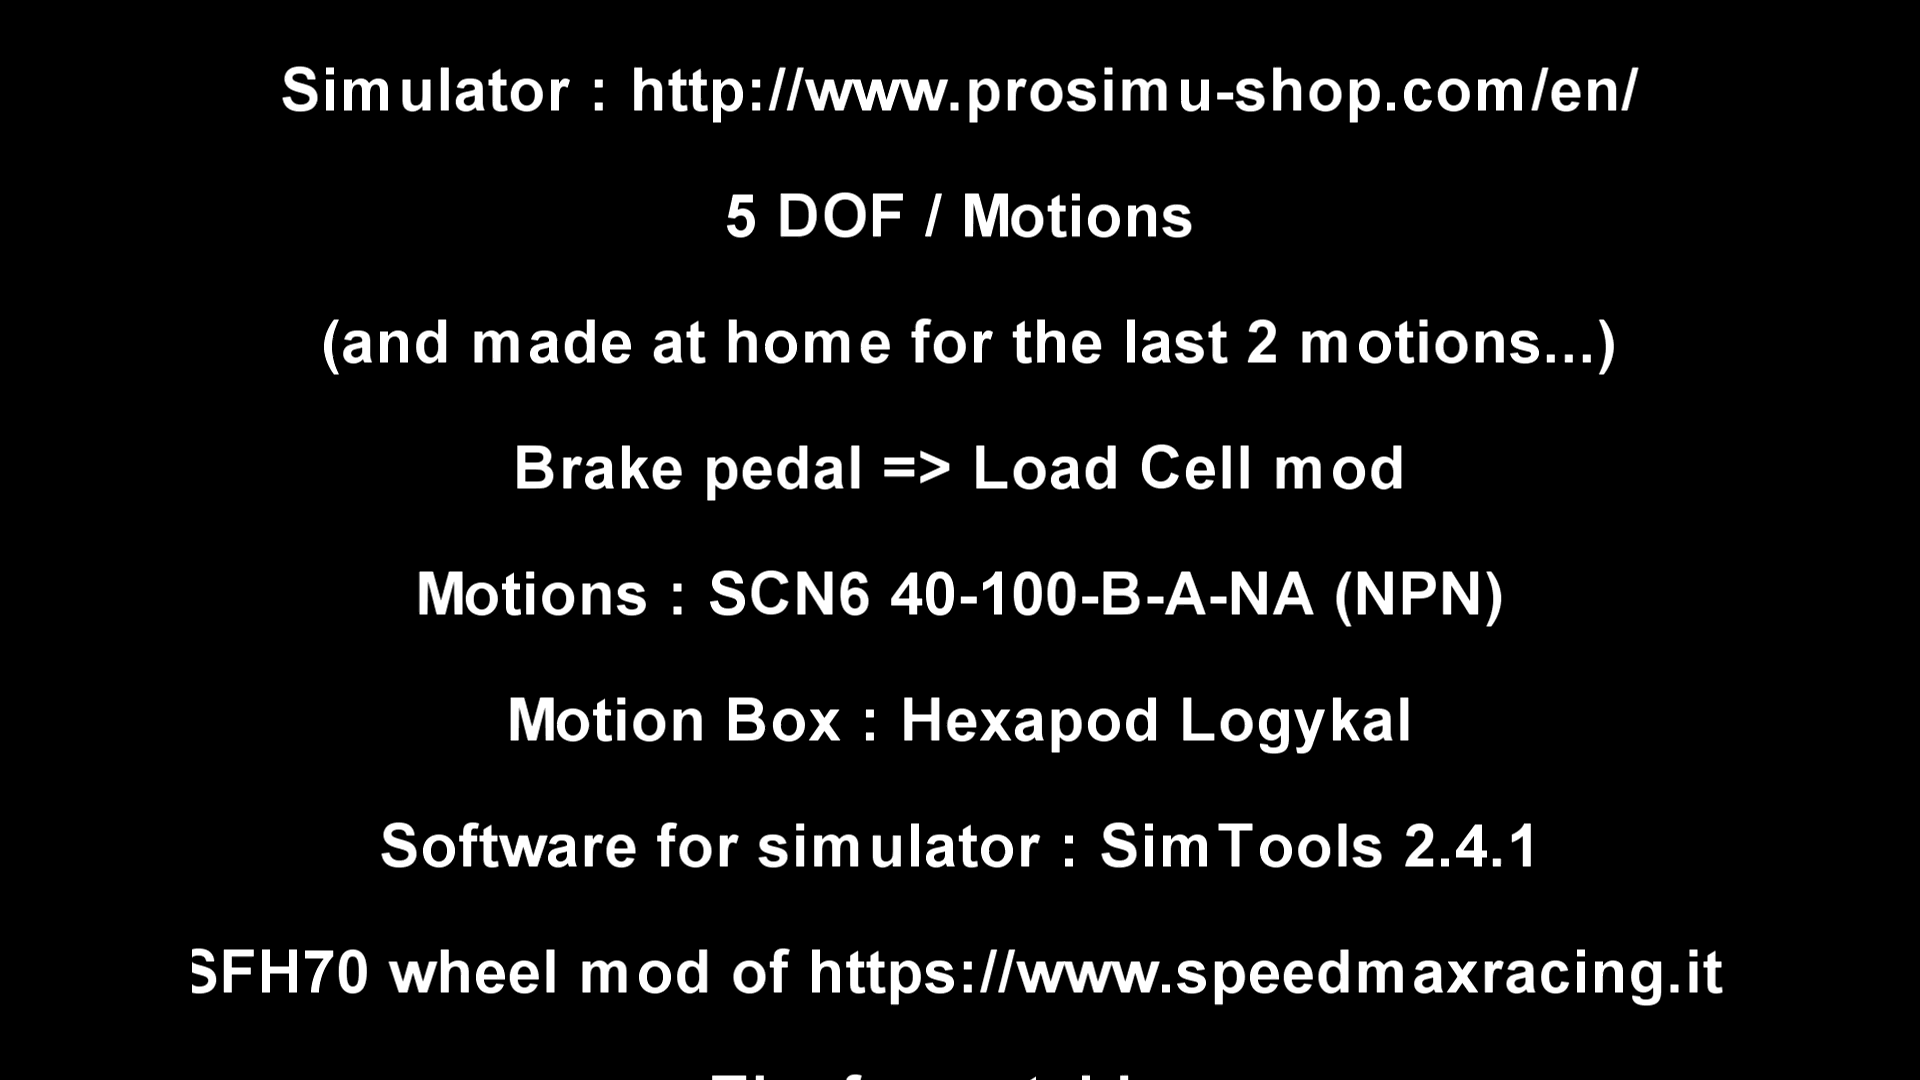 Simulator : http://www.prosimu-shop.com/en/
5 DOF / Motions
(and made at home for the last 2 motions...)
Brake pedal => Load Cell mod
Motions : SCN6 40-100-B-A-NA (NPN)
Motion Box : Hexapod Logykal
Software for simulator : SimTools 2.4.1
SFH70 wheel mod of https://www.speedmaxracing.it